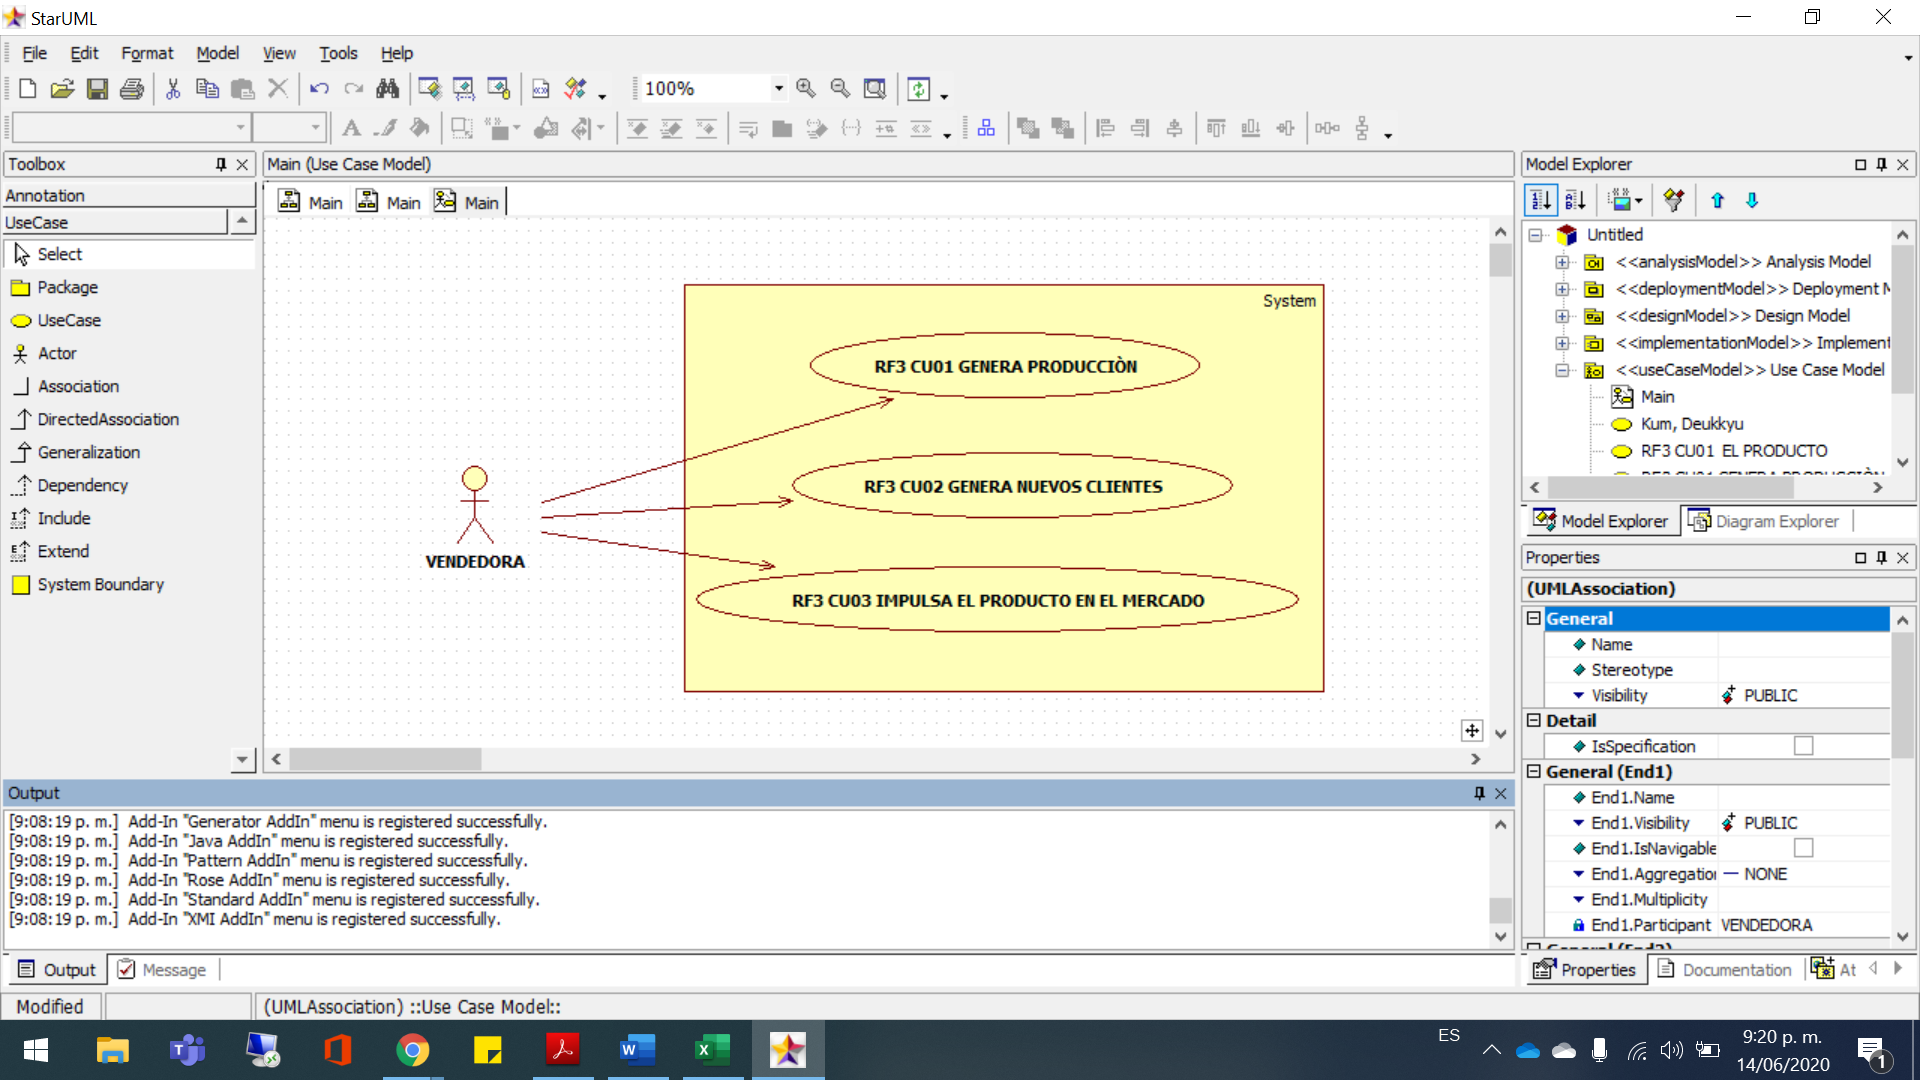 StarUML
File Edit Format Model View Tools Help
100%
Toolbox
Annotation
UseCase
Select
Package
UseCase
Actor
Association
DirectedAssociation
Generalization
Dependency
Include
Extend
System Boundary
Main (Use Case Model)
Main Main Main
System
RF3 CU01 GENERA PRODUCCIÒN
RF3 CU02 GENERA NUEVOS CLIENTES
RF3 CU03 IMPULSA EL PRODUCTO EN EL MERCADO
VENDEDORA
Model Explorer
Untitled
<<analysisModel>> Analysis Model
<<deploymentModel>> Deployment M
<<designModel>> Design Model
<<implementationModel>> Implement
<<useCaseModel>> Use Case Model
Main
Kum, Deukkyu
RF3 CU01 EL PRODUCTO
RF3 CU01 GENERA PRODUCCIÒN
Model Explorer Diagram Explorer
Properties
(UMLAssociation)
General
Name
Stereotype
Visibility PUBLIC
Detail
IsSpecification
General (End1)
End1.Name
End1.Visibility PUBLIC
End1.IsNavigable
End1.Aggregation NONE
End1.Multiplicity
End1.Participant VENDEDORA
General (End2)
Properties Documentation At
Output
[9:08:19 p. m.] Add-In "Generator AddIn" menu is registered successfully.
[9:08:19 p. m.] Add-In "Java AddIn" menu is registered successfully.
[9:08:19 p. m.] Add-In "Pattern AddIn" menu is registered successfully.
[9:08:19 p. m.] Add-In "Rose AddIn" menu is registered successfully.
[9:08:19 p. m.] Add-In "Standard AddIn" menu is registered successfully.
[9:08:19 p. m.] Add-In "XMI AddIn" menu is registered successfully.
Output Message
Modified (UMLAssociation) ::Use Case Model::
ES
9:20 p. m.
14/06/2020
1